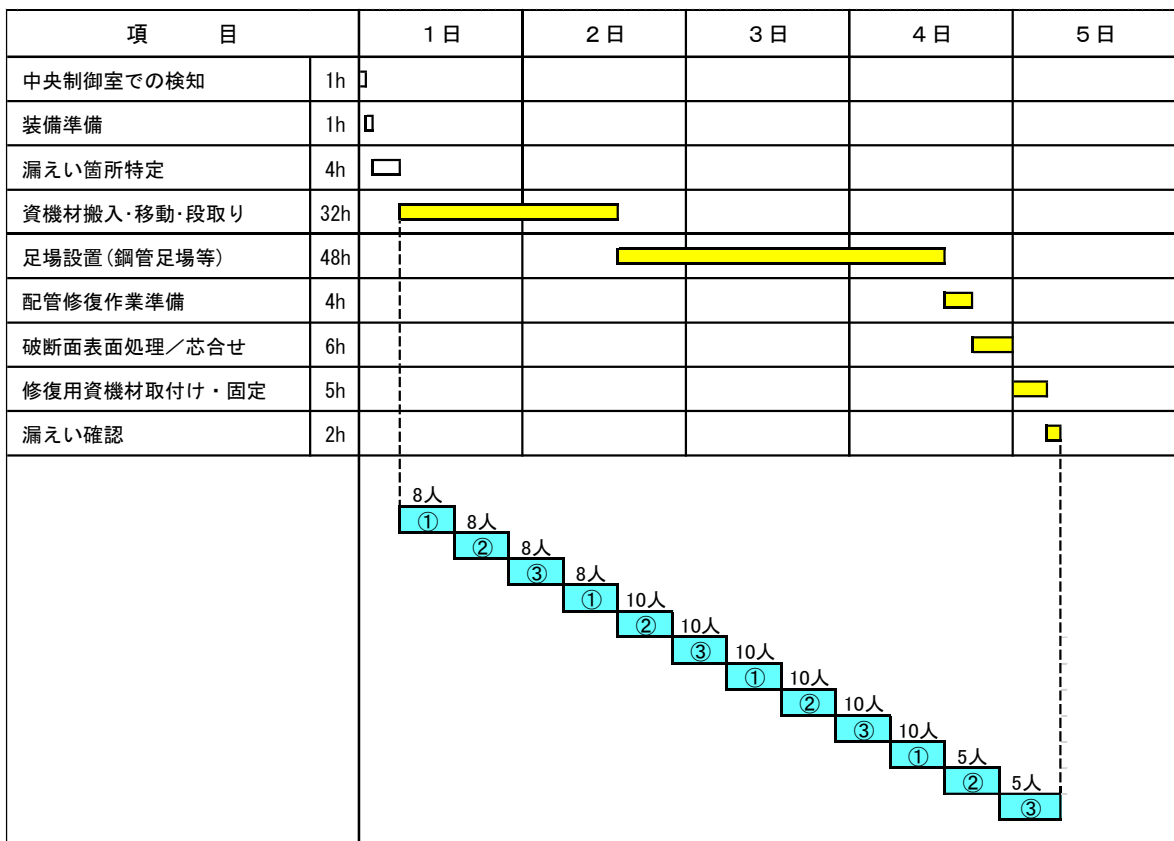 項　目 1日 2日 3日 4日 5日
中央制御室での検知 1h
装備準備 1h
漏えい箇所特定 4h
資機材搬入･移動･段取り 32h
足場設置(鋼管足場等) 48h
配管修復作業準備 4h
破断面表面処理／芯合せ 6h
修復用資機材取付け・固定 5h
漏えい確認 2h
8人
① 8人
② 8人
③ 8人
① 10人
② 10人
③ 10人
① 10人
② 10人
③ 10人
① 5人
② 5人
③